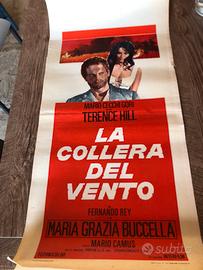 MARIO CECCHI GORI
TERENCE HILL
LA
COLLERA
DEL
VENTO
FERNANDO REY
MARIA GRAZIA BUCCELLA
MARIO CAMUS
subito